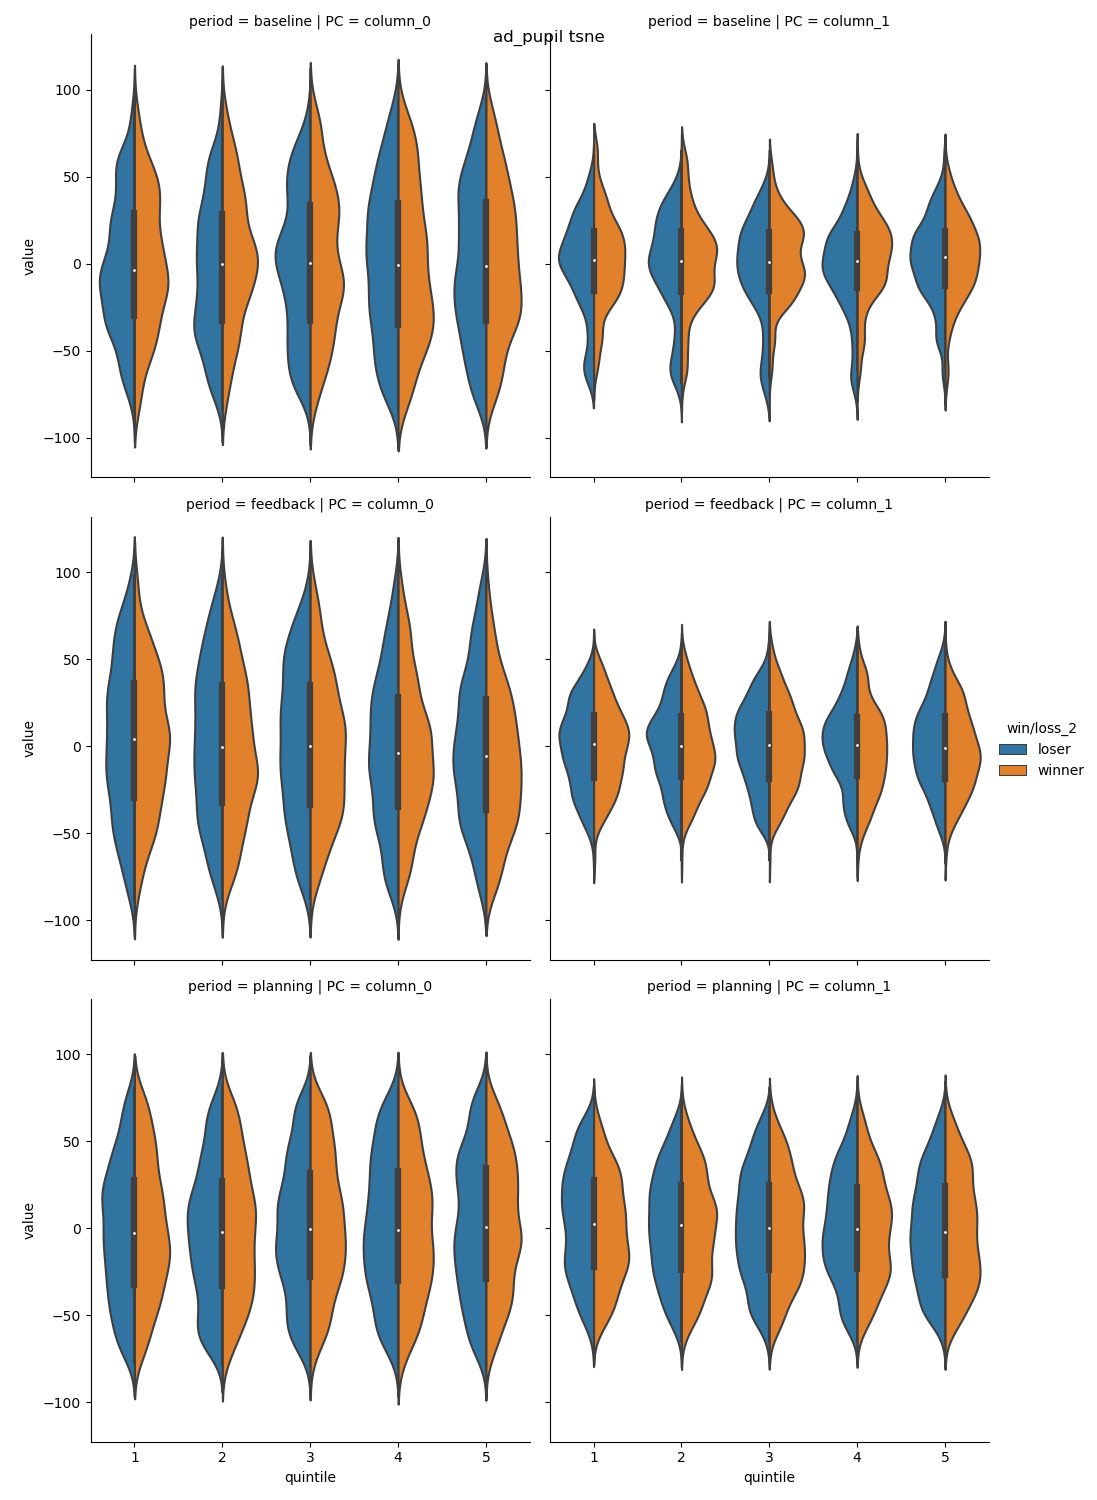 period = baseline | PC = column_0
period = baseline | PC = column_1
ad_pupil tsne
100
50
0
−50
−100
value
period = feedback | PC = column_0
period = feedback | PC = column_1
100
50
0
−50
−100
value
win/loss_2
loser
winner
period = planning | PC = column_0
period = planning | PC = column_1
100
50
0
−50
−100
value
1 2 3 4 5
quintile
1 2 3 4 5
quintile